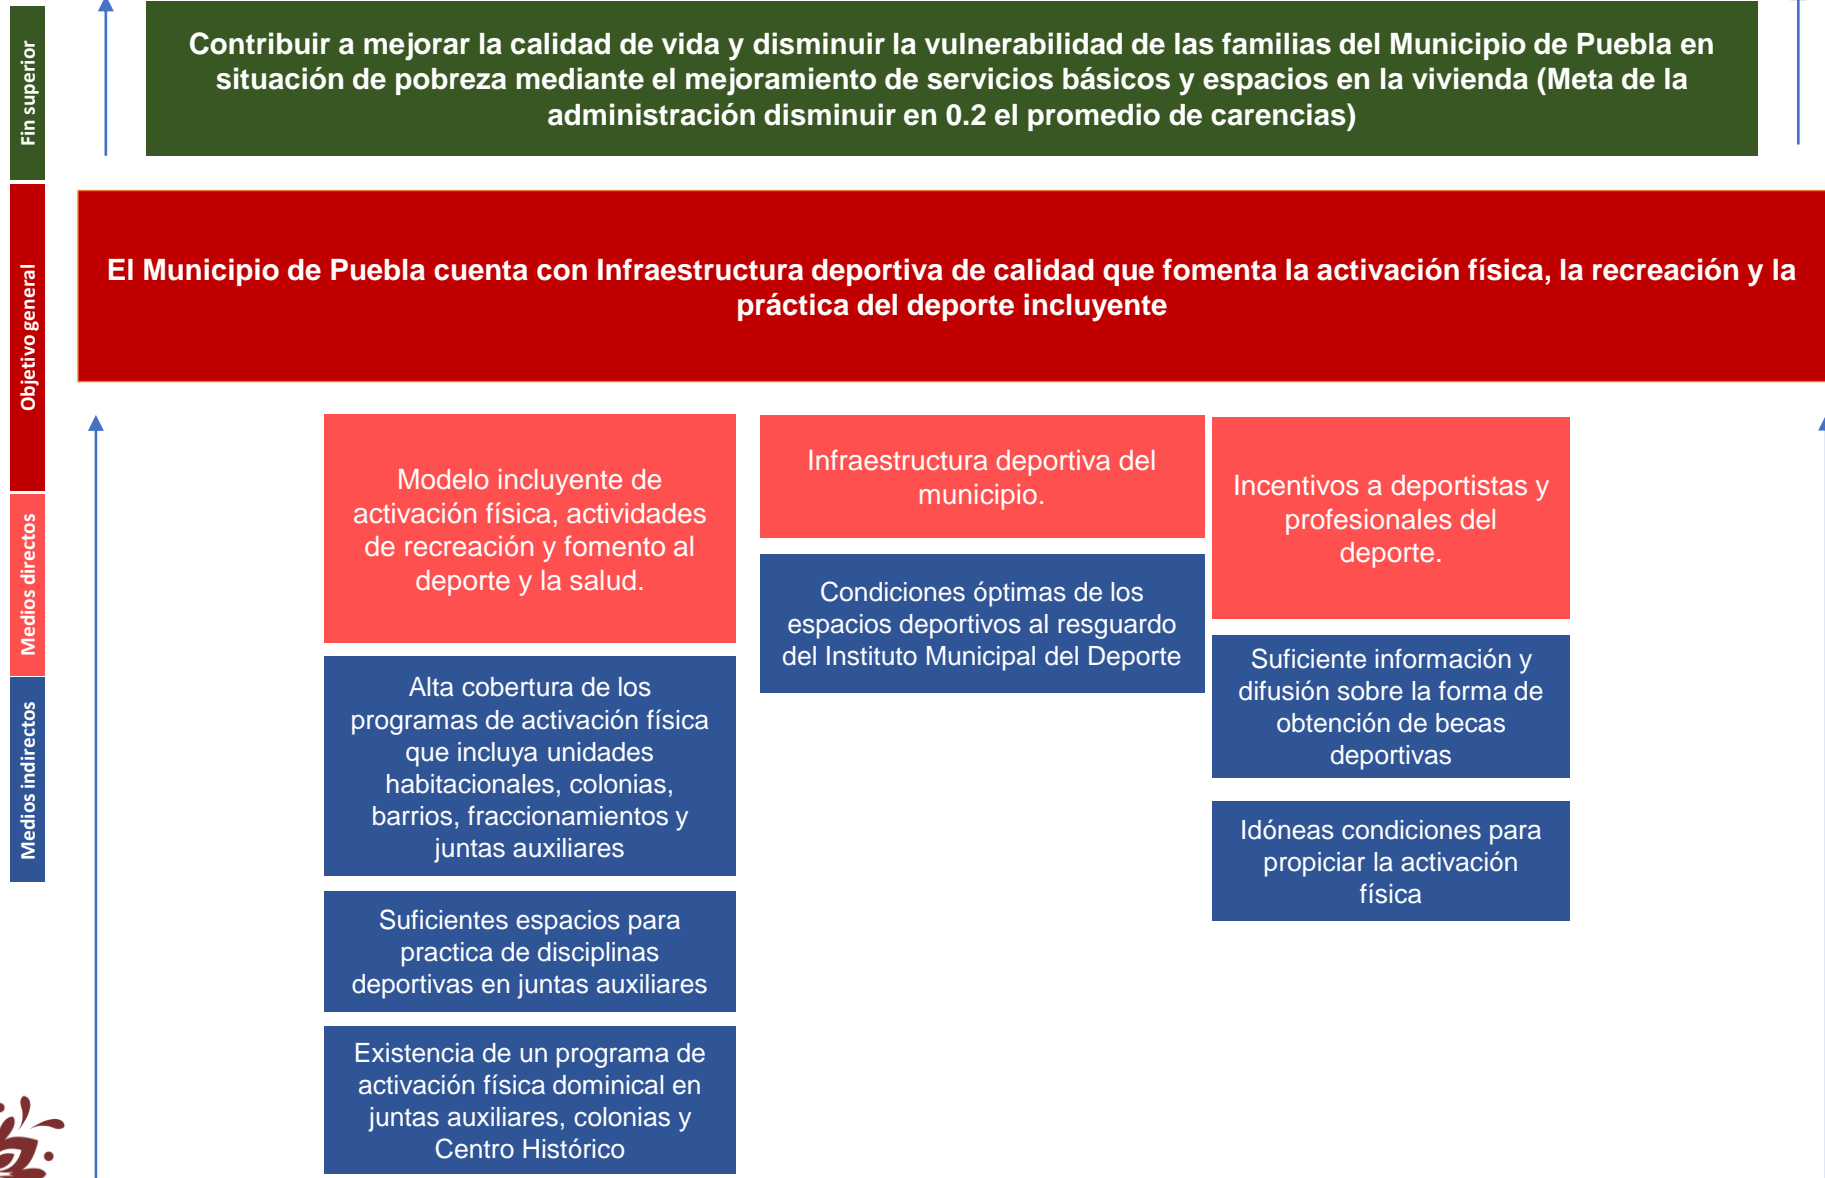 Fin superior
Contribuir a mejorar la calidad de vida y disminuir la vulnerabilidad de las familias del Municipio de Puebla en
situación de pobreza mediante el mejoramiento de servicios básicos y espacios en la vivienda (Meta de la
administración disminuir en 0.2 el promedio de carencias)
Objetivo general
El Municipio de Puebla cuenta con Infraestructura deportiva de calidad que fomenta la activación física, la recreación y la
práctica del deporte incluyente
Medios directos
Modelo incluyente de
activación física, actividades
de recreación y fomento al
deporte y la salud.
Infraestructura deportiva del
municipio.
Incentivos a deportistas y
profesionales del
deporte.
Medios indirectos
Alta cobertura de los
programas de activación física
que incluya unidades
habitacionales, colonias,
barrios, fraccionamientos y
juntas auxiliares
Suficientes espacios para
practica de disciplinas
deportivas en juntas auxiliares
Existencia de un programa de
activación física dominical en
juntas auxiliares, colonias y
Centro Histórico
Condiciones óptimas de los
espacios deportivos al resguardo
del Instituto Municipal del Deporte
Suficiente información y
difusión sobre la forma de
obtención de becas
deportivas
Idóneas condiciones para
propiciar la activación
física